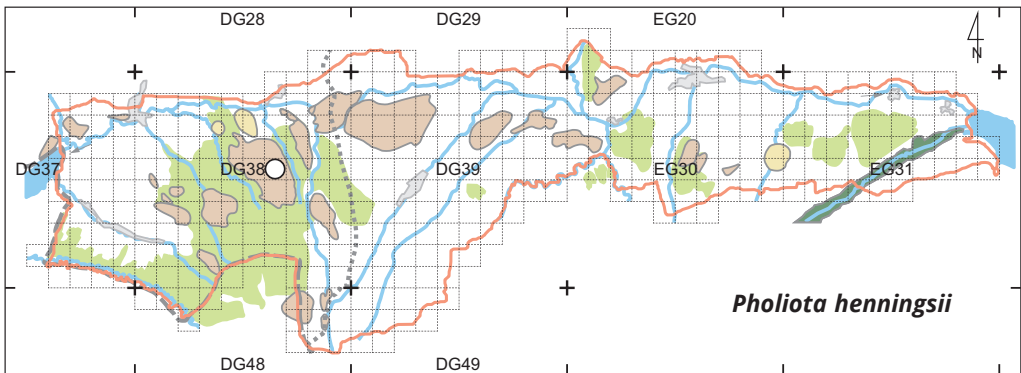 DG28 DG29 EG20
N
DG37 DG38 DG39 EG30 EG31
Pholiota henningsii
DG48 DG49